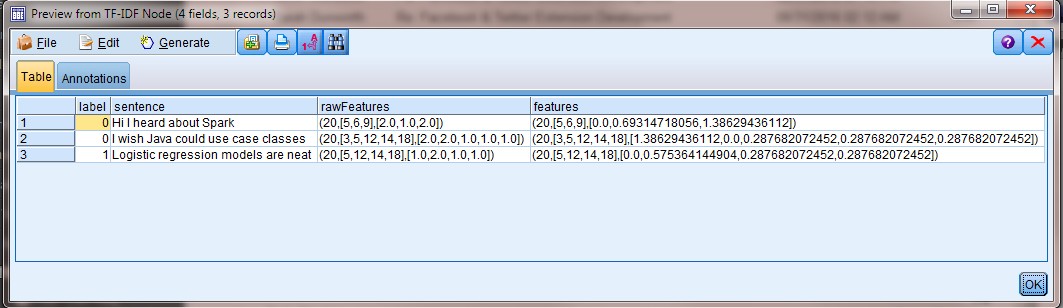 Preview from TF-IDF Node (4 fields, 3 records)
File Edit Generate
Table Annotations
label sentence rawFeatures features
1 0 Hi I heard about Spark (20,[5,6,9],[2.0,1.0,2.0]) (20,[5,6,9],[0.0,0.69314718056,1.38629436112])
2 0 I wish Java could use case classes (20,[3,5,12,14,18],[2.0,2.0,1.0,1.0,1.0]) (20,[3,5,12,14,18],[1.38629436112,0.0,0.287682072452,0.287682072452,0.287682072452])
3 1 Logistic regression models are neat (20,[5,12,14,18],[1.0,2.0,1.0,1.0]) (20,[5,12,14,18],[0.0,0.575364144904,0.287682072452,0.287682072452])
OK